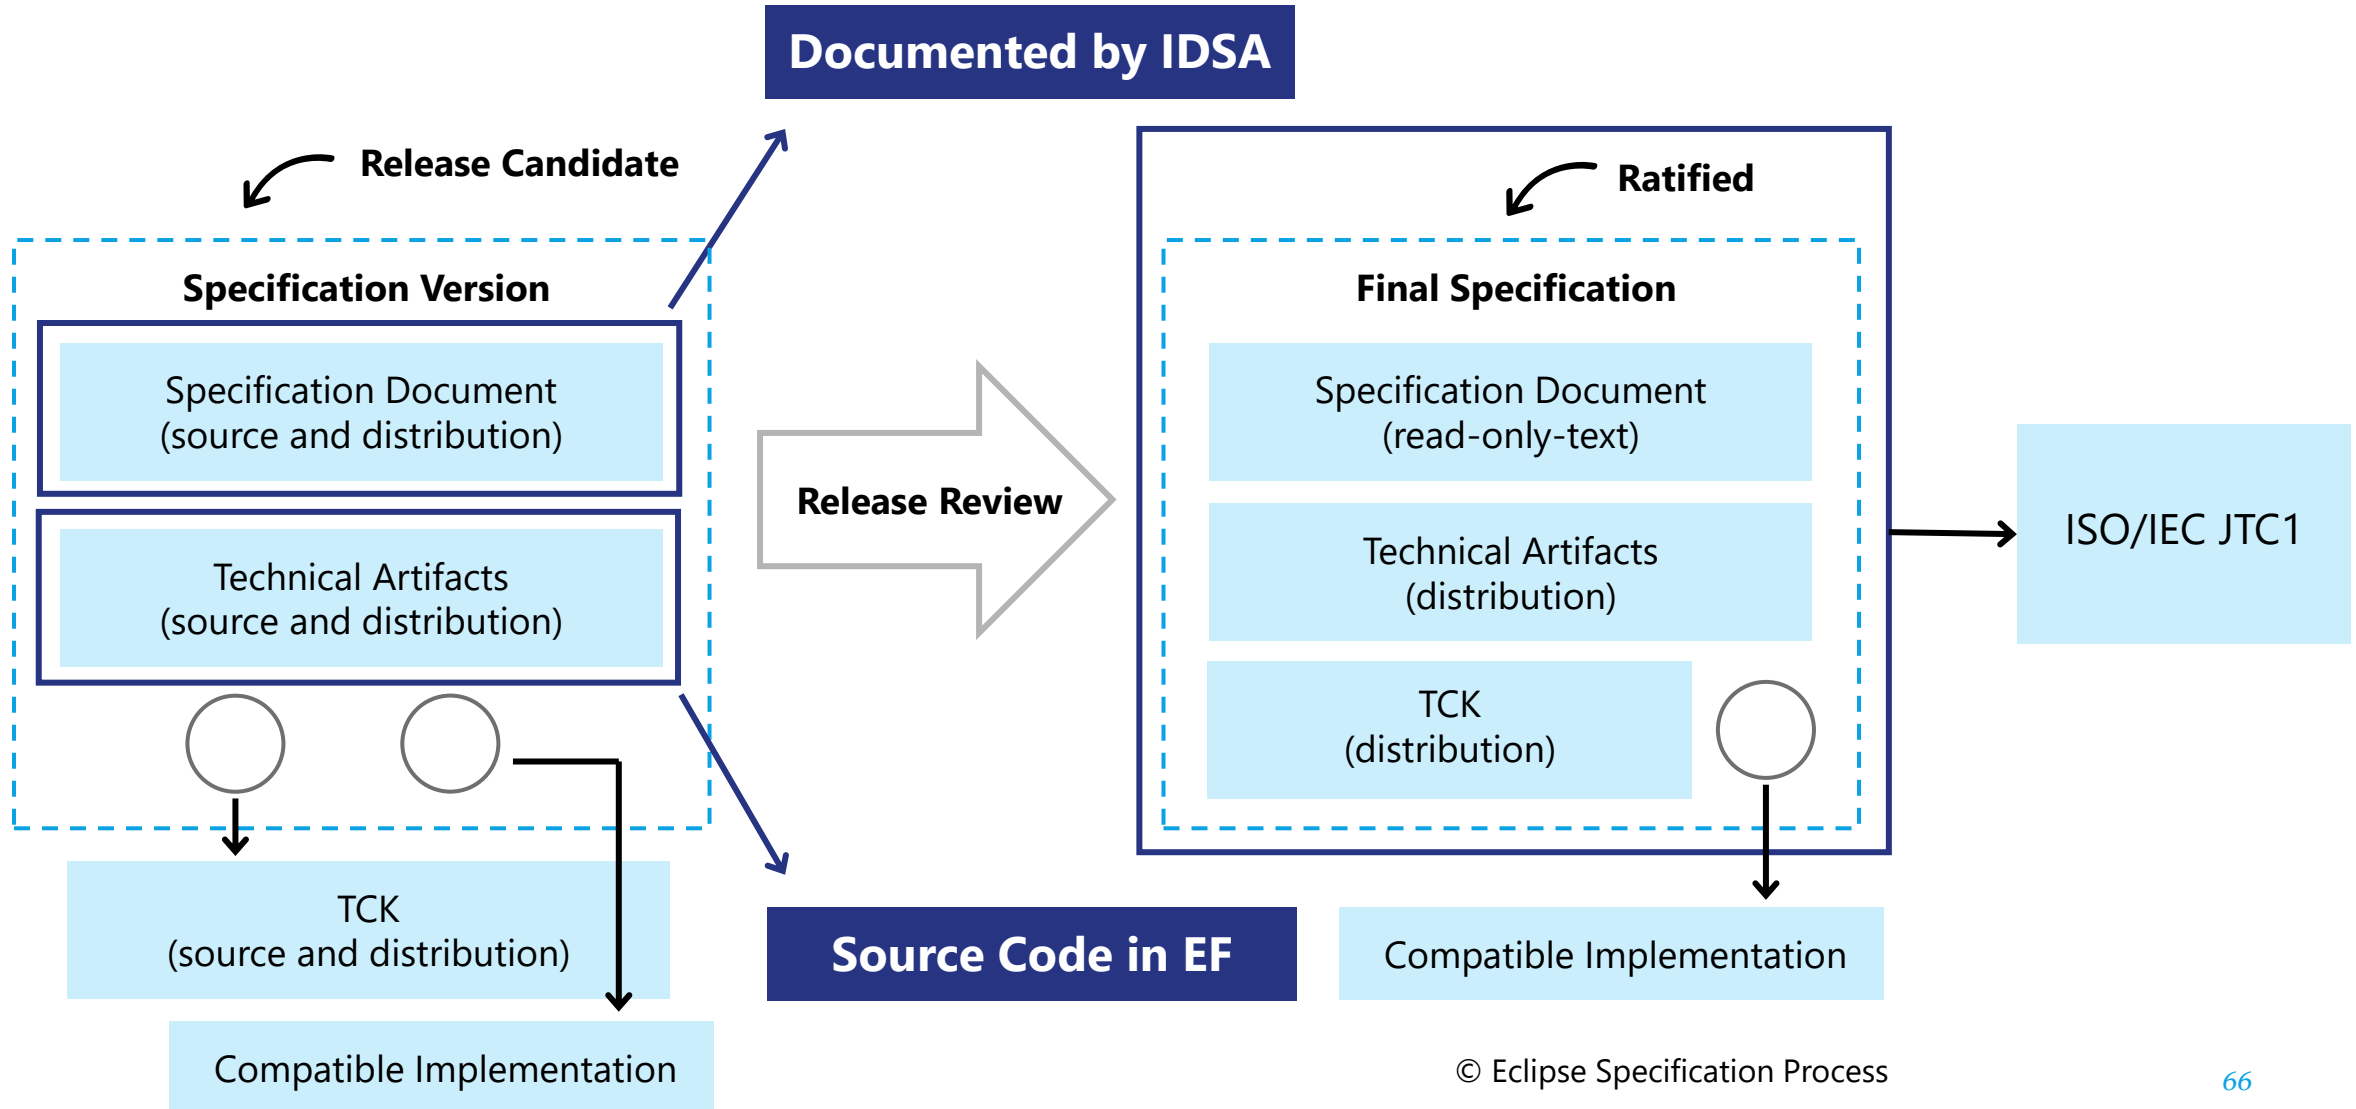 Documented by IDSA
Release Candidate
Specification Version
Specification Document
(source and distribution)
Technical Artifacts
(source and distribution)
TCK
(source and distribution)
Compatible Implementation
Release Review
Source Code in EF
Ratified
Final Specification
Specification Document
(read-only-text)
Technical Artifacts
(distribution)
TCK
(distribution)
Compatible Implementation
ISO/IEC JTC1
© Eclipse Specification Process
66